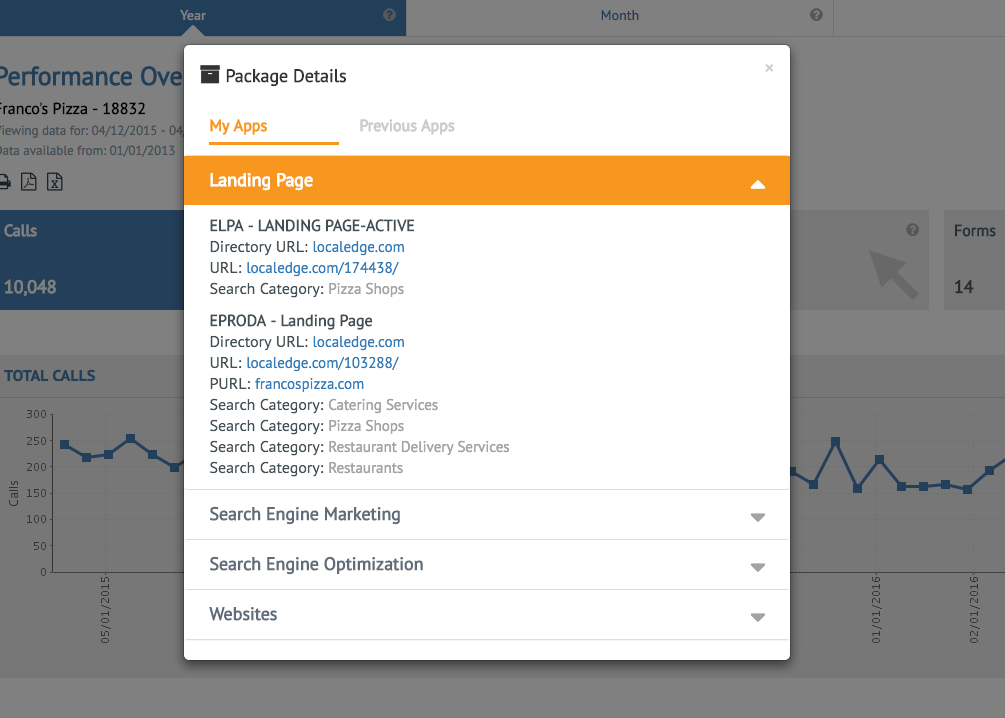 Year
Month
Performance Ove
Franco's Pizza - 18832
Viewing data for: 04/12/2015 - 04
Data available from: 01/01/2013
Calls
10,048
Forms
14
TOTAL CALLS
300
250
200
150
100
50
0
Calls
05/01/2015
01/01/2016
02/01/2016
Package Details
×
My Apps
Previous Apps
Landing Page
ELPA - LANDING PAGE-ACTIVE
Directory URL: localedge.com
URL: localedge.com/174438/
Search Category: Pizza Shops
EPRODA - Landing Page
Directory URL: localedge.com
URL: localedge.com/103288/
PURL: francospizza.com
Search Category: Catering Services
Search Category: Pizza Shops
Search Category: Restaurant Delivery Services
Search Category: Restaurants
Search Engine Marketing
Search Engine Optimization
Websites